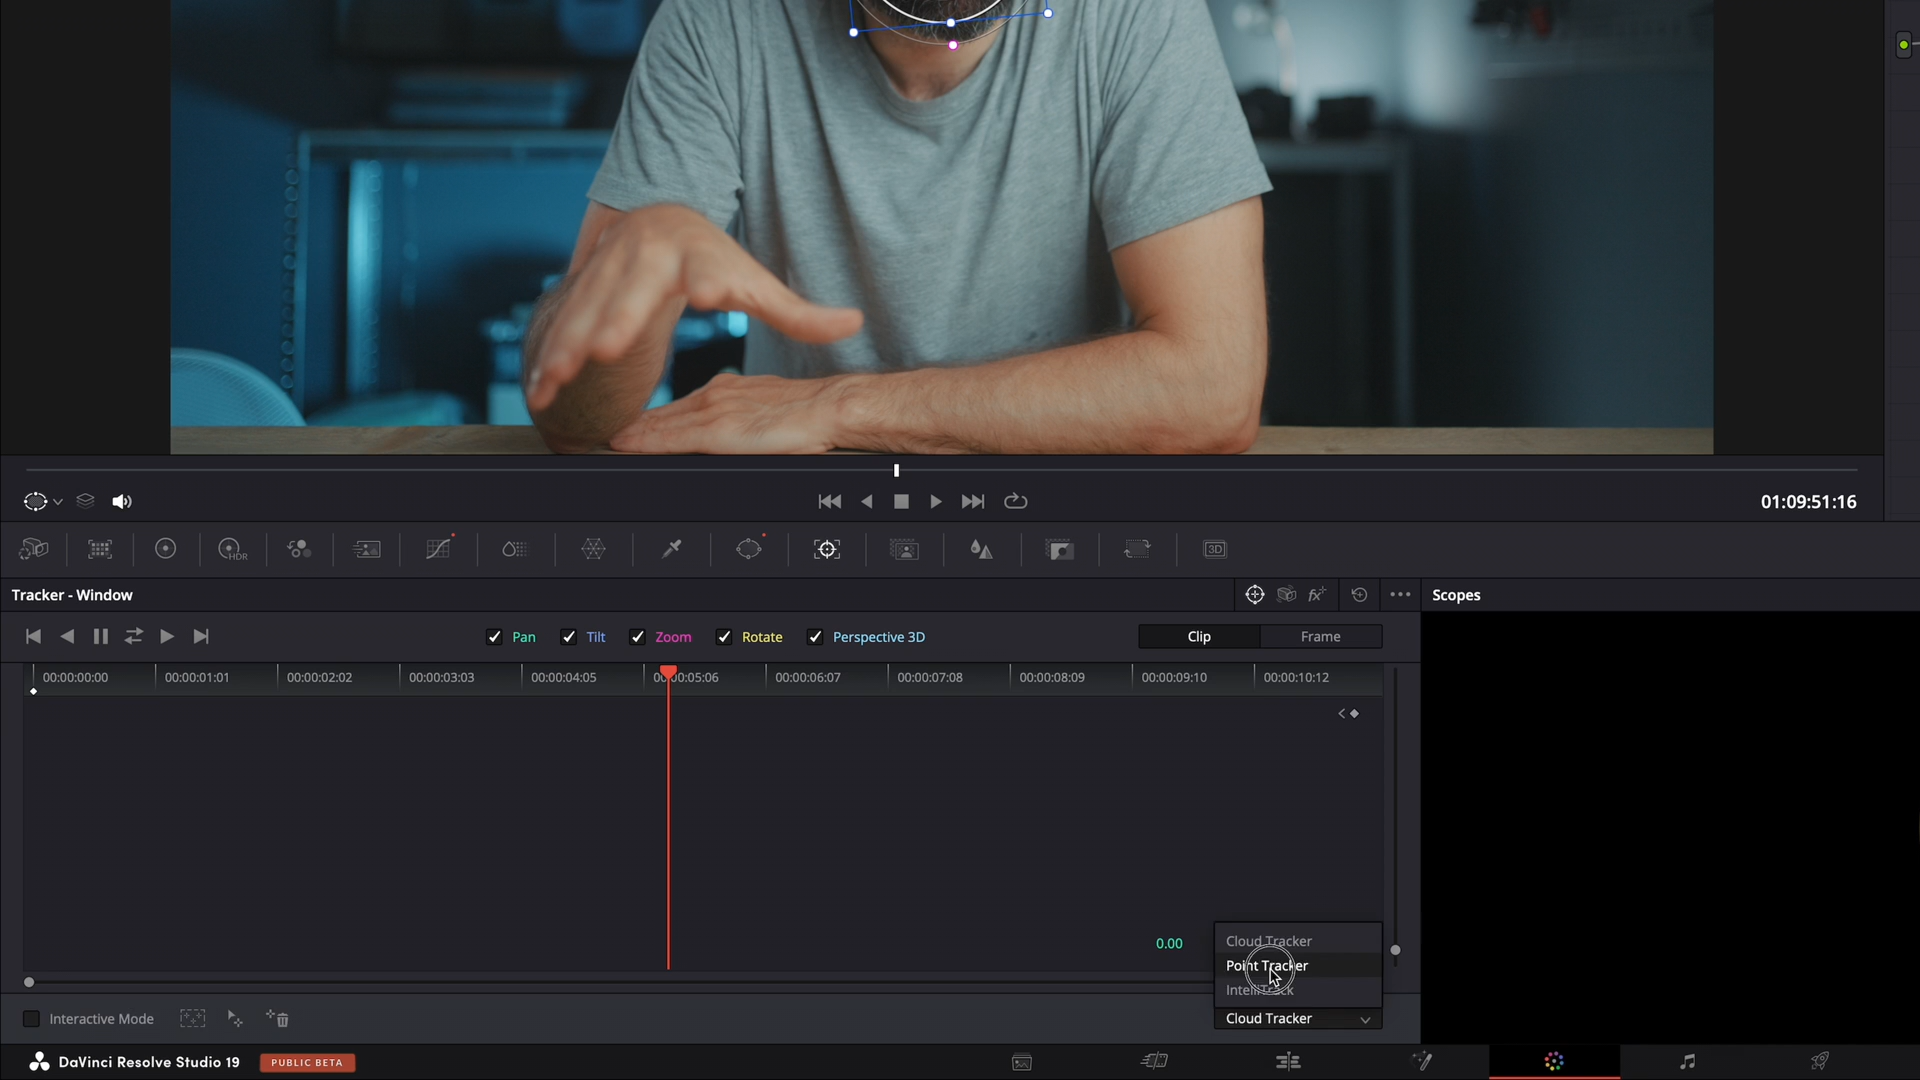 01:09:51:16
HDR
3D
Tracker - Window
fx
Scopes
Pan
Tilt
Zoom
Rotate
Perspective 3D
Clip
Frame
00:00:00:00
00:00:01:01
00:00:02:02
00:00:03:03
00:00:04:05
00:00:05:06
00:00:06:07
00:00:07:08
00:00:08:09
00:00:09:10
00:00:10:12
0.00
Cloud Tracker
Point Tracker
IntelliTrack
Interactive Mode
Cloud Tracker
DaVinci Resolve Studio 19
PUBLIC BETA